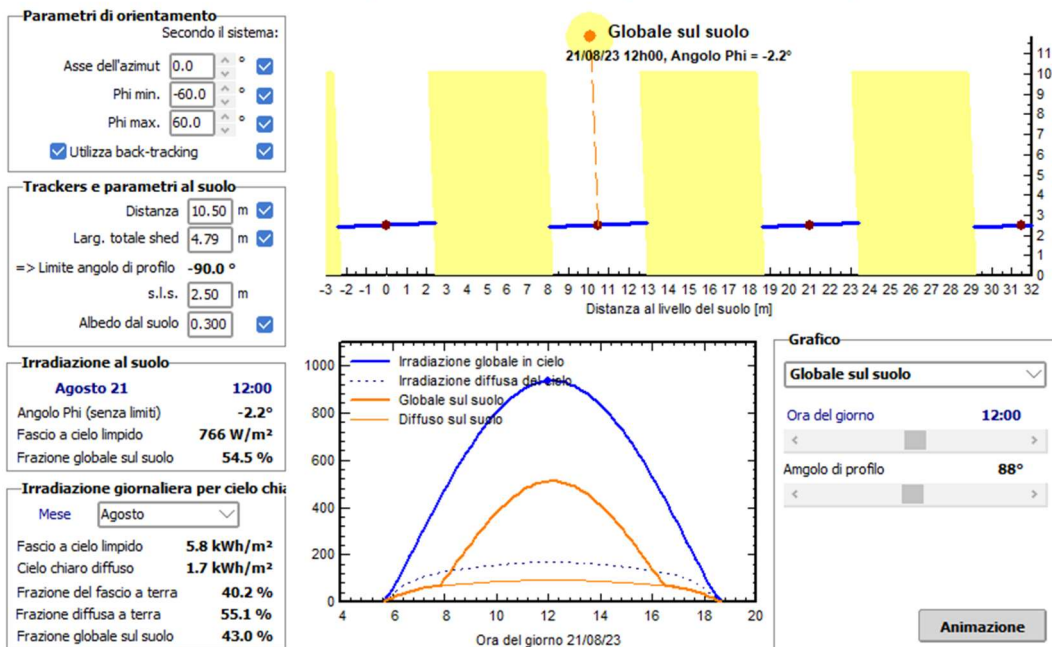 Parametri di orientamento
Secondo il sistema:
Asse dell'azimut 0.0 °
Phi min. -60.0 °
Phi max. 60.0 °
Utilizza back-tracking
Trackers e parametri al suolo
Distanza 10.50 m
Larg. totale shed 4.79 m
=> Limite angolo di profilo -90.0 °
s.l.s. 2.50 m
Albedo dal suolo 0.300
Irradiazione al suolo
Agosto 21 12:00
Angolo Phi (senza limiti) -2.2°
Fascio a cielo limpido 766 W/m²
Frazione globale sul suolo 54.5 %
Irradiazione giornaliera per cielo chia
Mese Agosto
Fascio a cielo limpido 5.8 kWh/m²
Cielo chiaro diffuso 1.7 kWh/m²
Frazione del fascio a terra 40.2 %
Frazione diffusa a terra 55.1 %
Frazione globale sul suolo 43.0 %
Globale sul suolo
21/08/23 12h00, Angolo Phi = -2.2°
11
10
9
8
7
6
5
4
3
2
1
0
-3 -2 -1 0 1 2 3 4 5 6 7 8 9 10 11 12 13 14 15 16 17 18 19 20 21 22 23 24 25 26 27 28 29 30 31 32
Distanza al livello del suolo [m]
1000
800
600
400
200
0
Irradiazione globale in cielo
Irradiazione diffusa del cielo
Globale sul suolo
Diffuso sul suolo
4 6 8 10 12 14 16 18 20
Ora del giorno 21/08/23
Grafico
Globale sul suolo
Ora del giorno 12:00
Amgolo di profilo 88°
Animazione